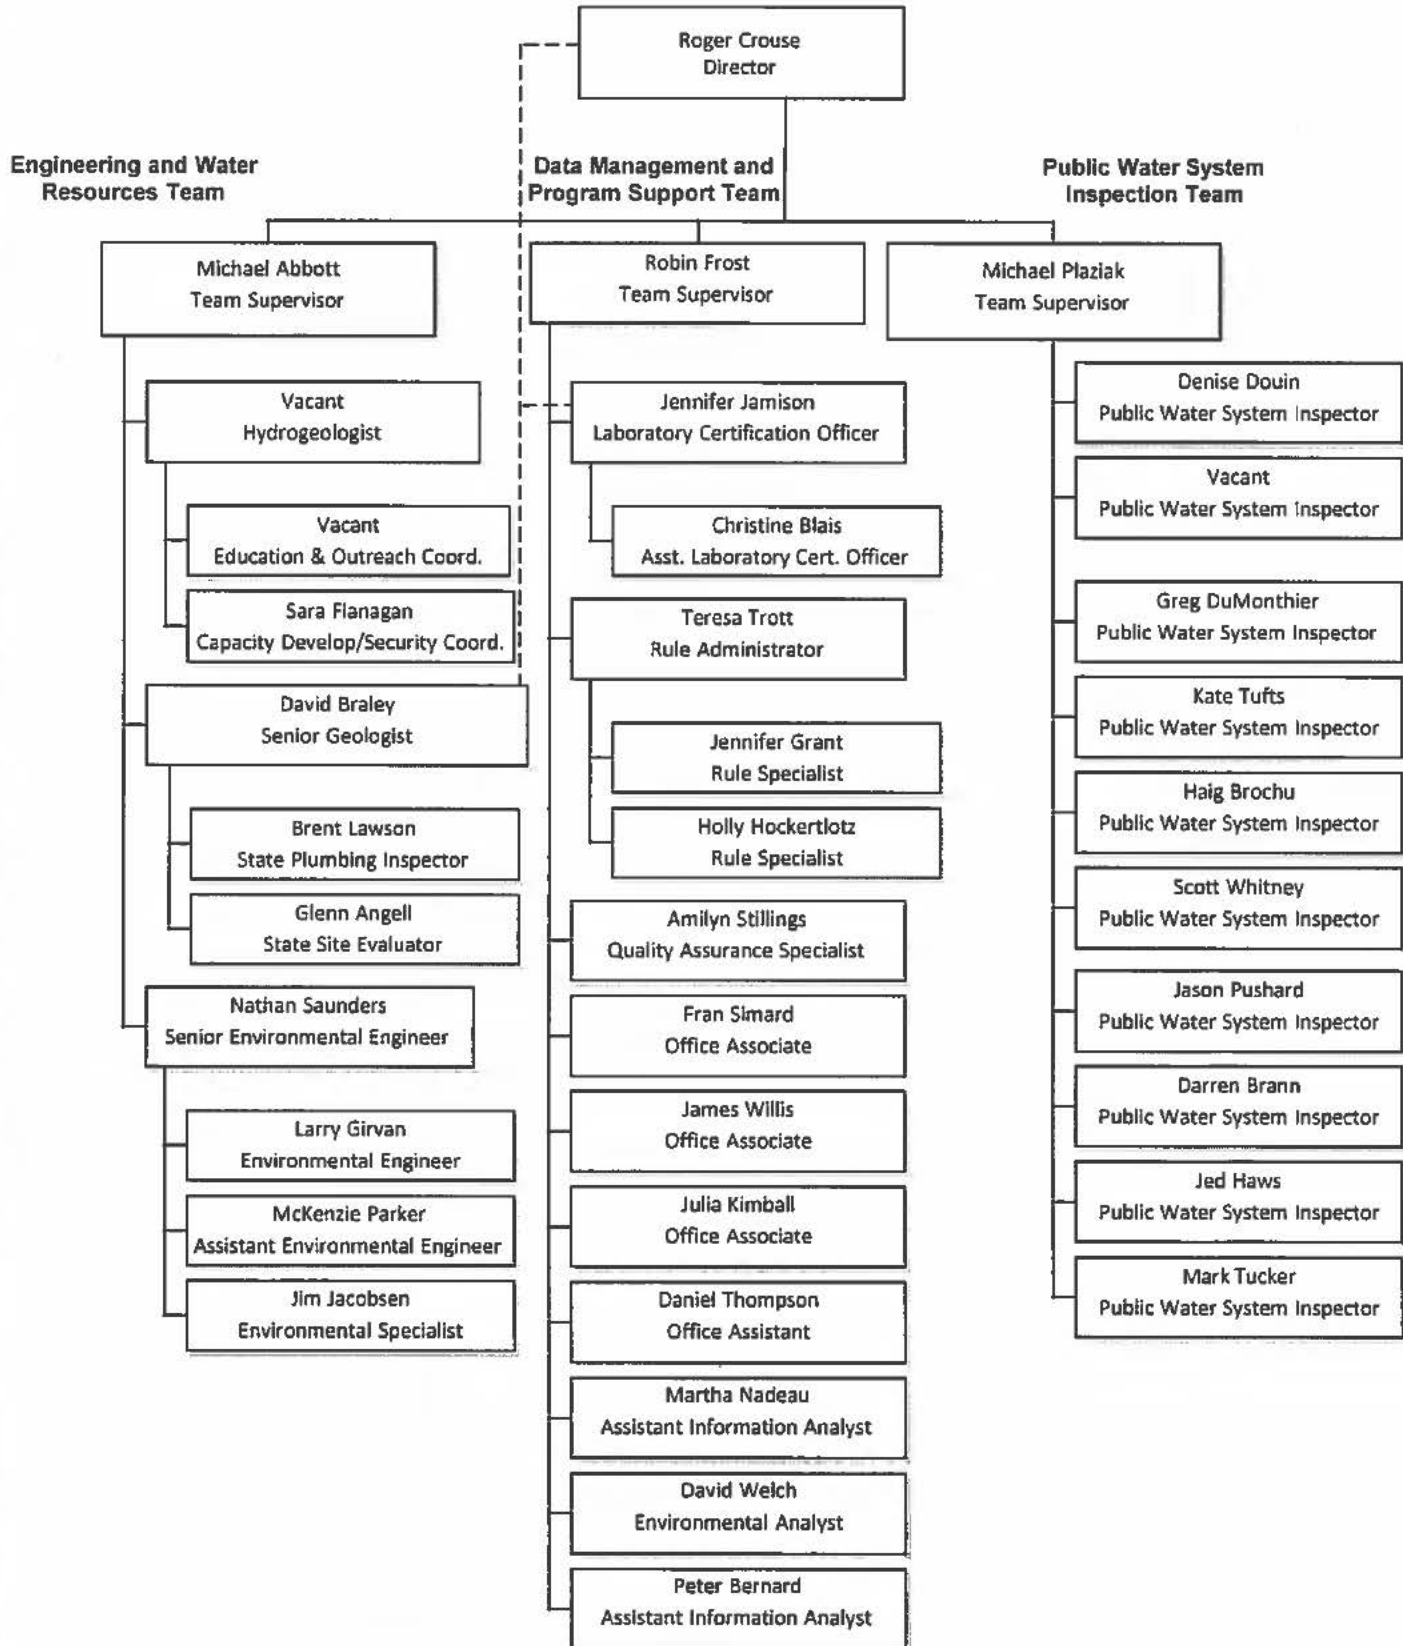 Roger Crouse
Director
Engineering and Water
Resources Team
Data Management and
Program Support Team
Public Water System
Inspection Team
Michael Abbott
Team Supervisor
Robin Frost
Team Supervisor
Michael Plaziak
Team Supervisor
Vacant
Hydrogeologist
Vacant
Education & Outreach Coord.
Sara Flanagan
Capacity Develop/Security Coord.
David Braley
Senior Geologist
Brent Lawson
State Plumbing Inspector
Glenn Angell
State Site Evaluator
Nathan Saunders
Senior Environmental Engineer
Larry Girvan
Environmental Engineer
McKenzie Parker
Assistant Environmental Engineer
Jim Jacobsen
Environmental Specialist
Jennifer Jamison
Laboratory Certification Officer
Christine Blais
Asst. Laboratory Cert. Officer
Teresa Trott
Rule Administrator
Jennifer Grant
Rule Specialist
Holly Hockertlotz
Rule Specialist
Amilyn Stillings
Quality Assurance Specialist
Fran Simard
Office Associate
James Willis
Office Associate
Julia Kimball
Office Associate
Daniel Thompson
Office Assistant
Martha Nadeau
Assistant Information Analyst
David Welch
Environmental Analyst
Peter Bernard
Assistant Information Analyst
Denise Douin
Public Water System Inspector
Vacant
Public Water System Inspector
Greg DuMonthier
Public Water System Inspector
Kate Tufts
Public Water System Inspector
Haig Brochu
Public Water System Inspector
Scott Whitney
Public Water System Inspector
Jason Pushard
Public Water System Inspector
Darren Brann
Public Water System Inspector
Jed Haws
Public Water System Inspector
Mark Tucker
Public Water System Inspector